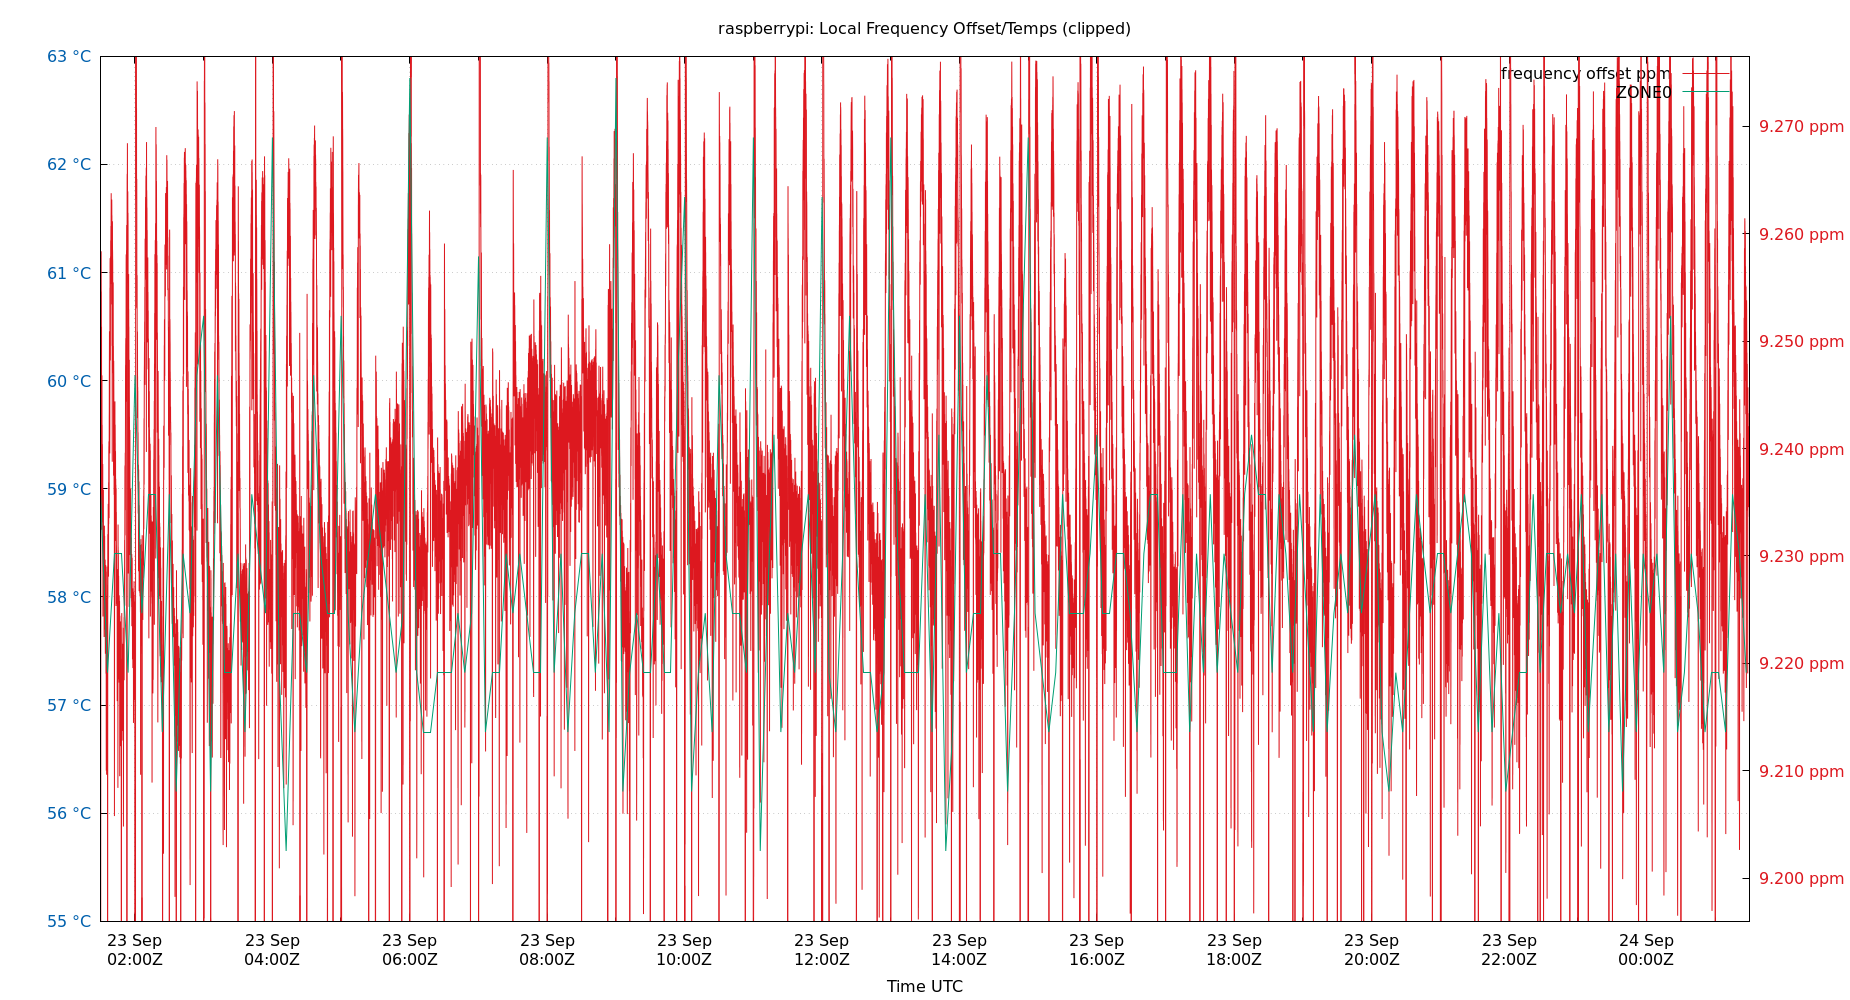 raspberrypi: Local Frequency Offset/Temps (clipped)
63 °C
62 °C
61 °C
60 °C
59 °C
58 °C
57 °C
56 °C
55 °C
frequency offset ppm
ZONE0
9.270 ppm
9.260 ppm
9.250 ppm
9.240 ppm
9.230 ppm
9.220 ppm
9.210 ppm
9.200 ppm
23 Sep 23 Sep 23 Sep 23 Sep 23 Sep 23 Sep 23 Sep 23 Sep 23 Sep 23 Sep 23 Sep 24 Sep
02:00Z 04:00Z 06:00Z 08:00Z 10:00Z 12:00Z 14:00Z 16:00Z 18:00Z 20:00Z 22:00Z 00:00Z
Time UTC